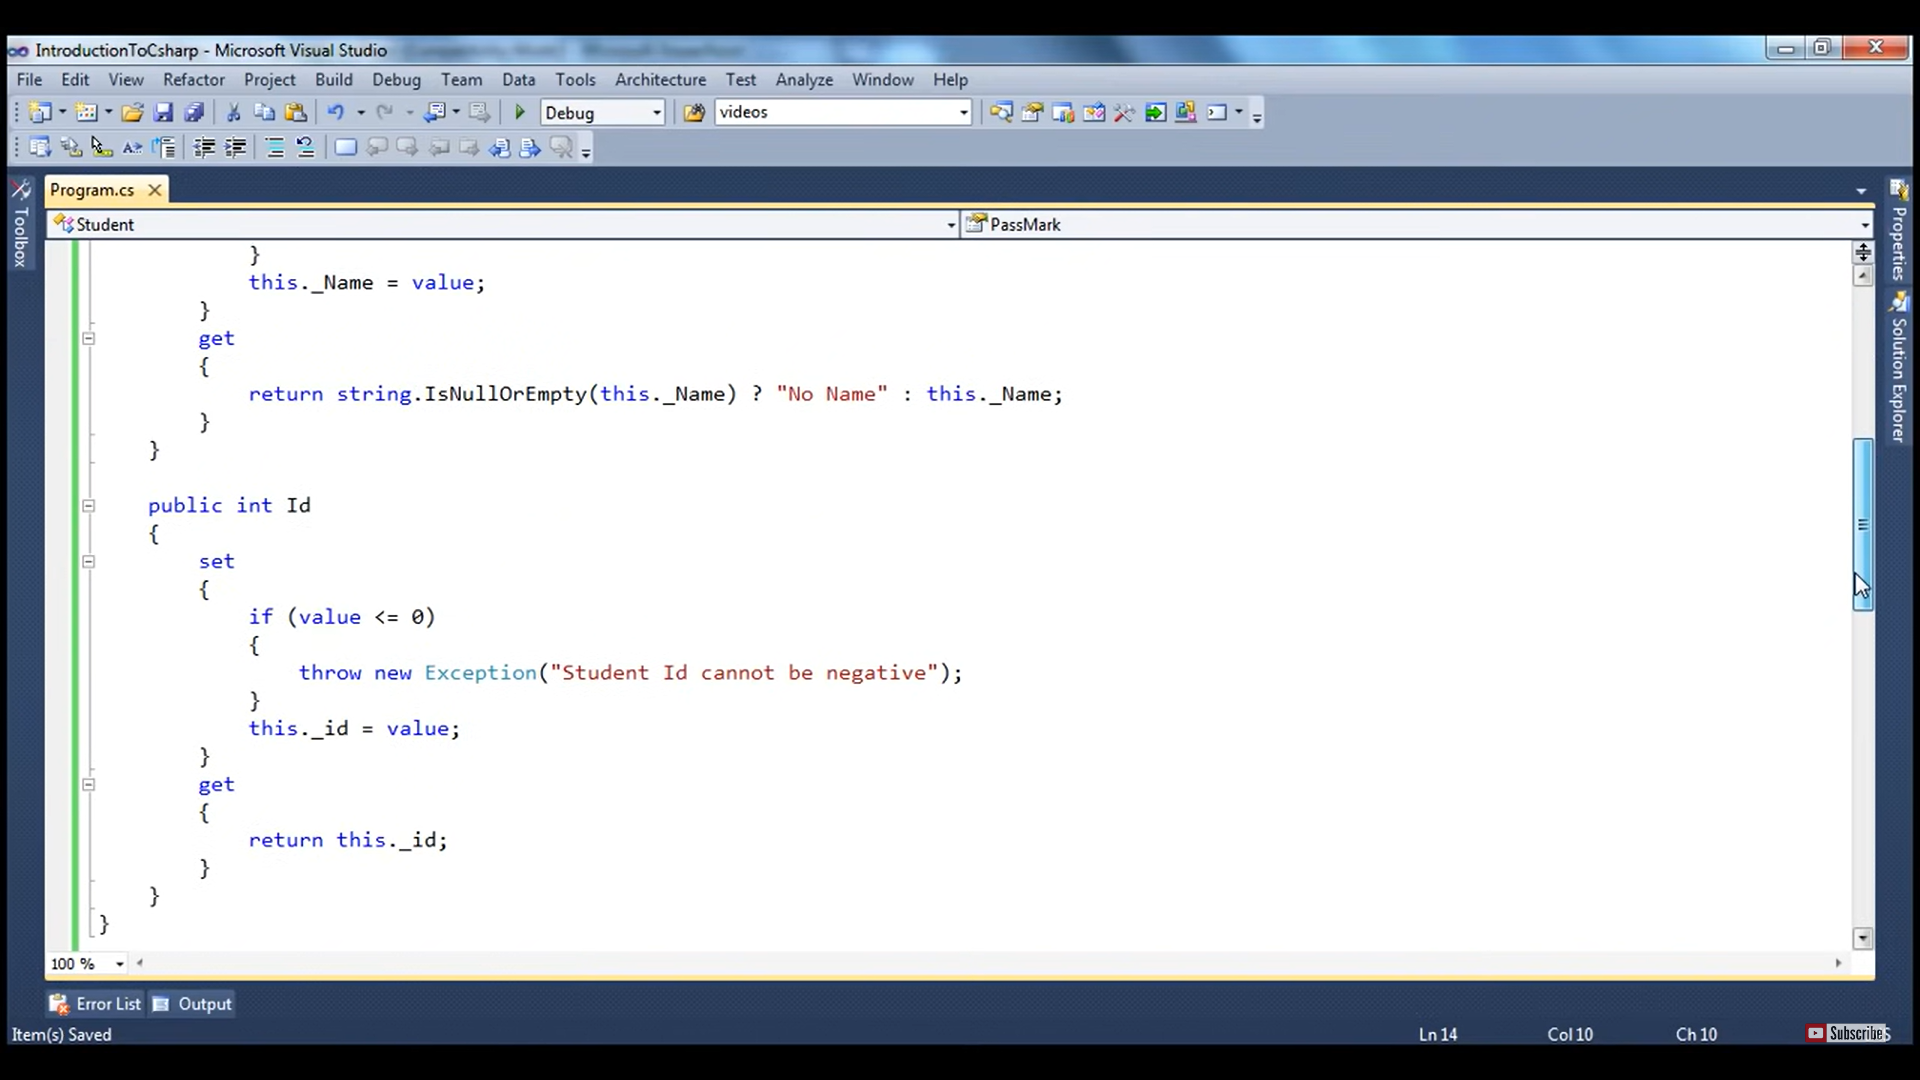 IntroductionToCsharp - Microsoft Visual Studio
File Edit View Refactor Project Build Debug Team Data Tools Architecture Test Analyze Window Help
Debug videos
Program.cs
Student PassMark
Toolbox
Properties
Solution Explorer
}
this._Name = value;
}
get
{
return string.IsNullOrEmpty(this._Name) ? "No Name" : this._Name;
}
}
public int Id
{
set
{
if (value <= 0)
{
throw new Exception("Student Id cannot be negative");
}
this._id = value;
}
get
{
return this._id;
}
}
}
100 %
Error List Output
Item(s) Saved Ln 14 Col 10 Ch 10
Subscribe